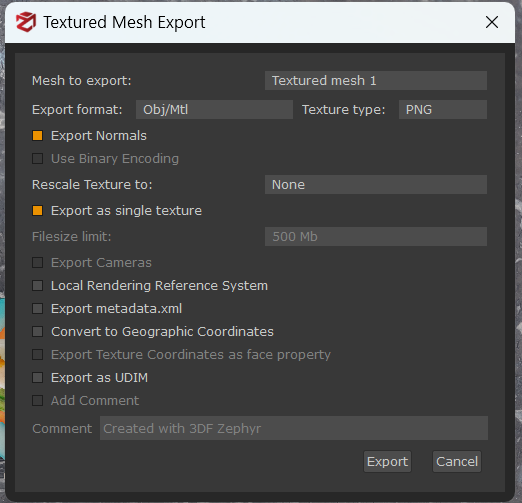 Textured Mesh Export
Mesh to export: Textured mesh 1
Export format: Obj/Mtl Texture type: PNG
Export Normals
Use Binary Encoding
Rescale Texture to: None
Export as single texture
Filesize limit: 500 Mb
Export Cameras
Local Rendering Reference System
Export metadata.xml
Convert to Geographic Coordinates
Export Texture Coordinates as face property
Export as UDIM
Add Comment
Comment Created with 3DF Zephyr
Export Cancel